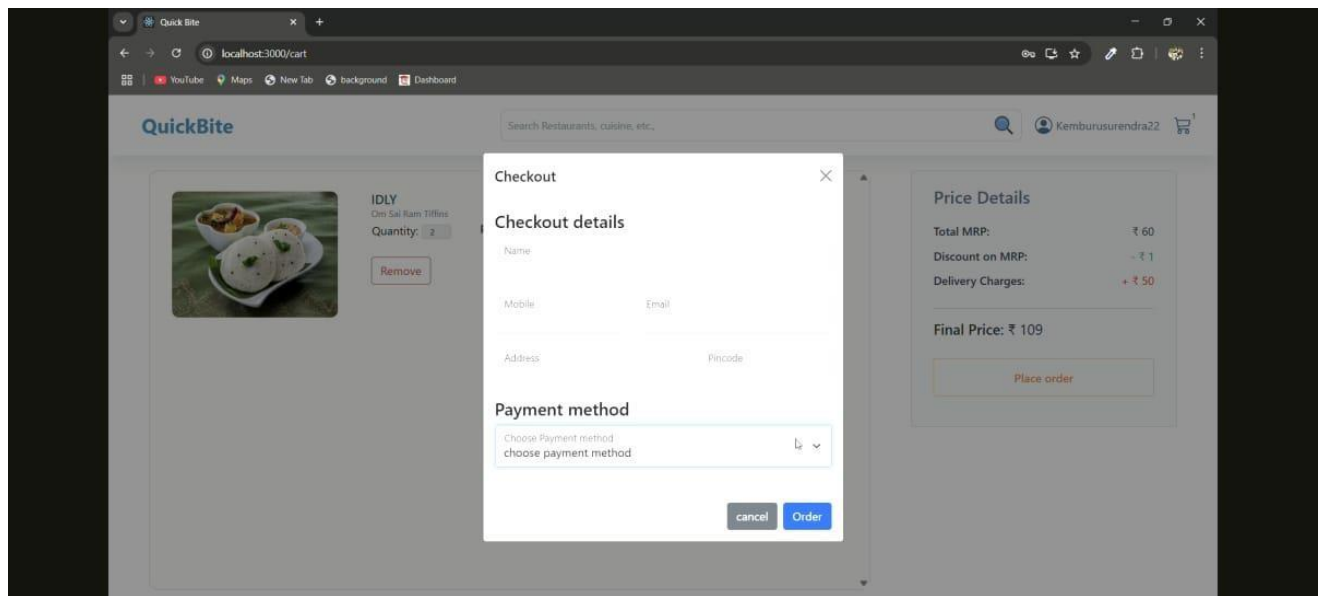 Quick Bite
localhost:3000/cart
YouTube Maps New Tab background Dashboard
QuickBite
Search Restaurants, cuisine, etc.,
Kemburusurendra22
1
IDLY
Om Sai Ram Tiffins
Quantity: 2
Remove
Checkout
Checkout details
Name
Mobile Email
Address Pincode
Payment method
Choose Payment method
choose payment method
cancel Order
Price Details
Total MRP: ₹ 60
Discount on MRP: - ₹ 1
Delivery Charges: + ₹ 50
Final Price: ₹ 109
Place order